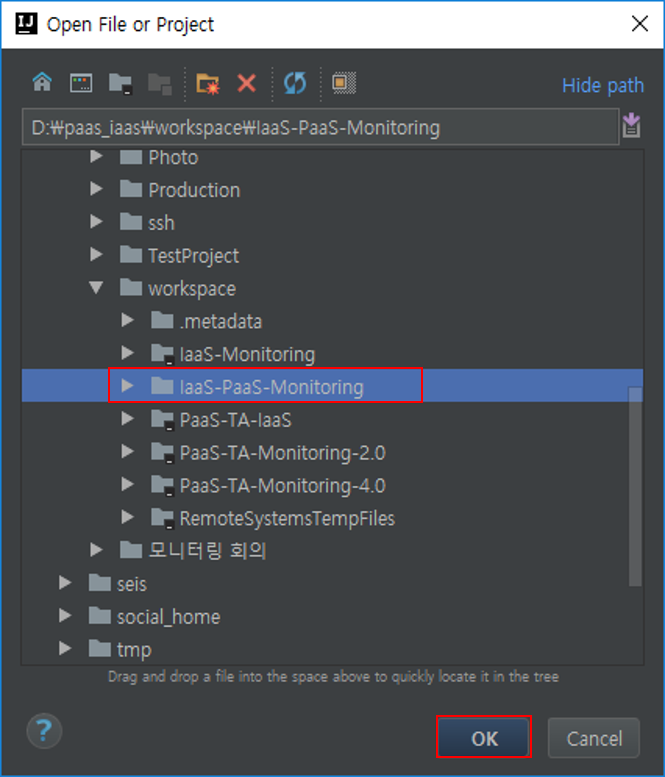 IJ
Open File or Project
Hide path
D:₩paas_iaas₩workspace₩IaaS-PaaS-Monitoring
Photo
Production
ssh
TestProject
workspace
.metadata
IaaS-Monitoring
IaaS-PaaS-Monitoring
PaaS-TA-IaaS
PaaS-TA-Monitoring-2.0
PaaS-TA-Monitoring-4.0
RemoteSystemsTempFiles
모니터링 회의
seis
social_home
tmp
Drag and drop a file into the space above to quickly locate it in the tree
?
OK
Cancel